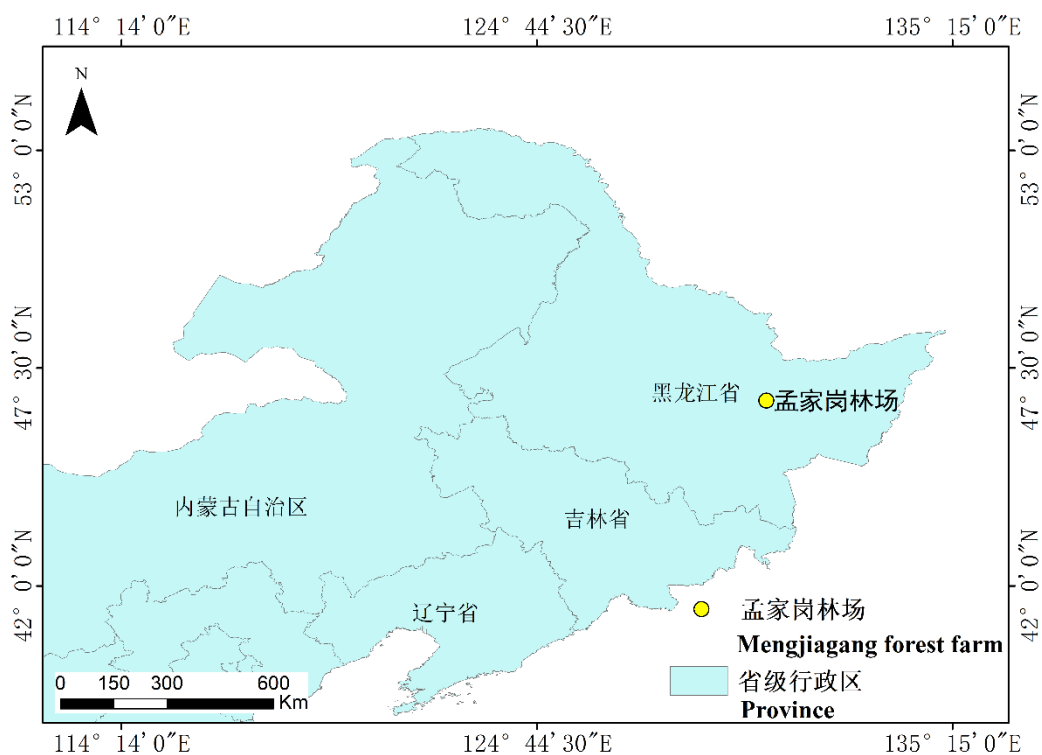 114° 14′0″E 124° 44′30″E 135° 15′0″E
N
53° 0′0″N
53° 0′0″N
47° 30′0″N
47° 30′0″N
黑龙江省
孟家岗林场
内蒙古自治区
吉林省
42° 0′0″N
42° 0′0″N
辽宁省
孟家岗林场
Mengjiagang forest farm
省级行政区
Province
0 150 300 600
Km
114° 14′0″E 124° 44′30″E 135° 15′0″E